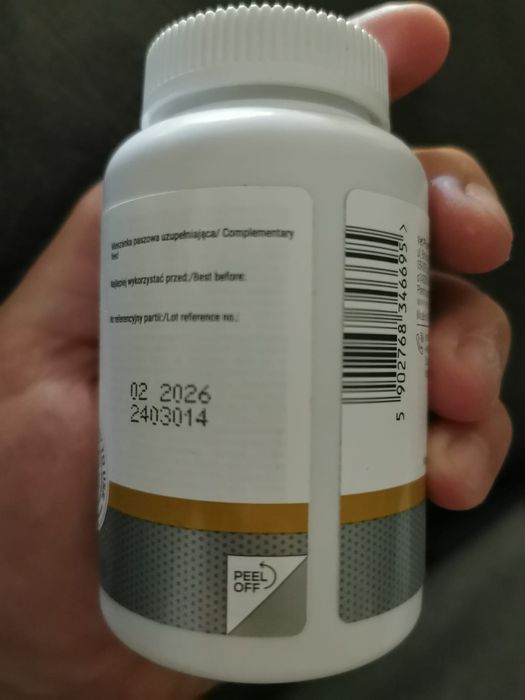 Mieszanka paszowa uzupełniająca/ Complementary
feed
Najlepiej wykorzystać przed:/Best before:
Nr referencyjny partii:/Lot reference no.:
02 2026
2403014
PEEL
OFF
5 902768 346695 >